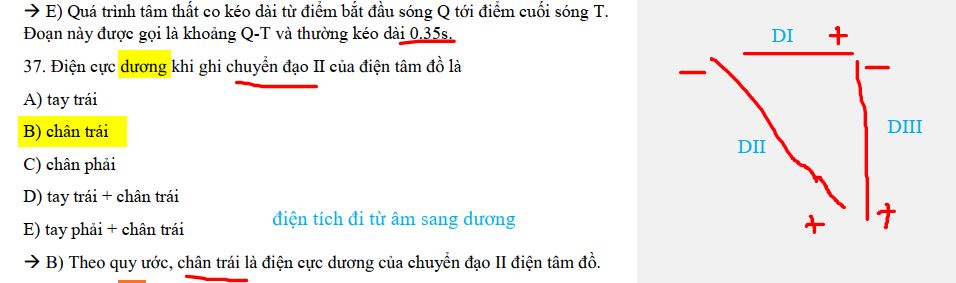 → E) Quá trình tâm thất co kéo dài từ điểm bắt đầu sóng Q tới điểm cuối sóng T.
Đoạn này được gọi là khoảng Q-T và thường kéo dài 0.35s.
37. Điện cực dương khi ghi chuyển đạo II của điện tâm đồ là
A) tay trái
B) chân trái
C) chân phải
D) tay trái + chân trái
E) tay phải + chân trái
điện tích đi từ âm sang dương
→ B) Theo quy ước, chân trái là điện cực dương của chuyển đạo II điện tâm đồ.
DI +
− −
DIII
DII
+ +